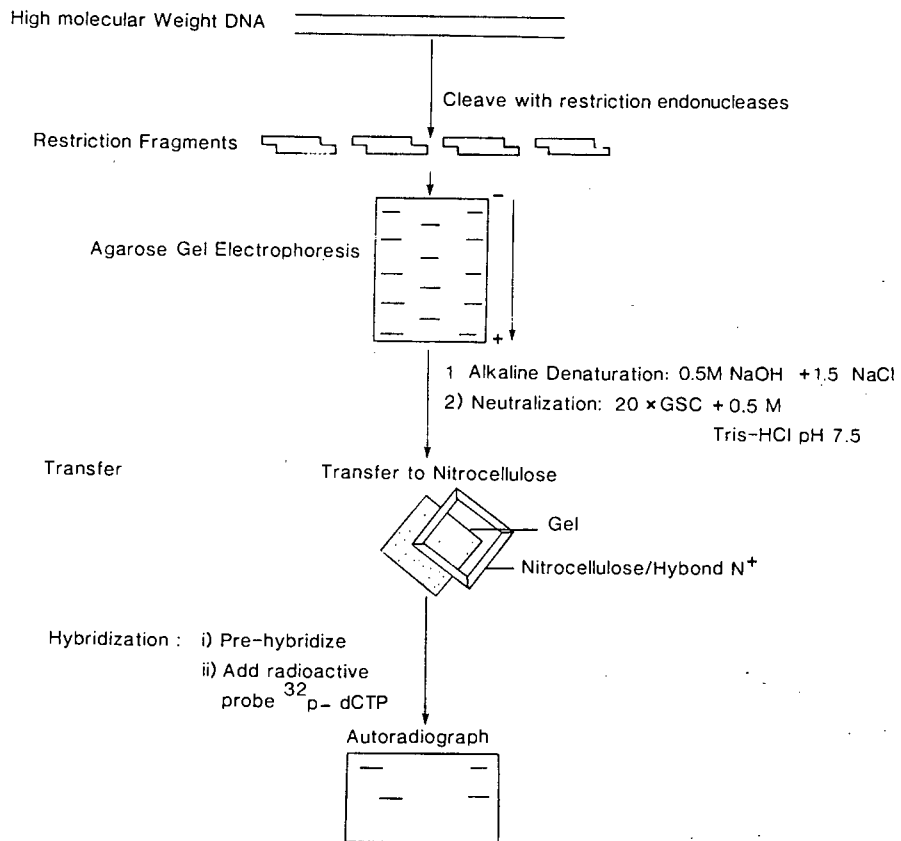 High molecular Weight DNA
Cleave with restriction endonucleases
Restriction Fragments
Agarose Gel Electrophoresis
-
+
1 Alkaline Denaturation: 0.5M NaOH +1.5 NaCl
2) Neutralization: 20 ×GSC + 0.5 M
Tris-HCl pH 7.5
Transfer
Transfer to Nitrocellulose
Gel
Nitrocellulose/Hybond N+
Hybridization : i) Pre-hybridize
ii) Add radioactive
probe 32p- dCTP
Autoradiograph